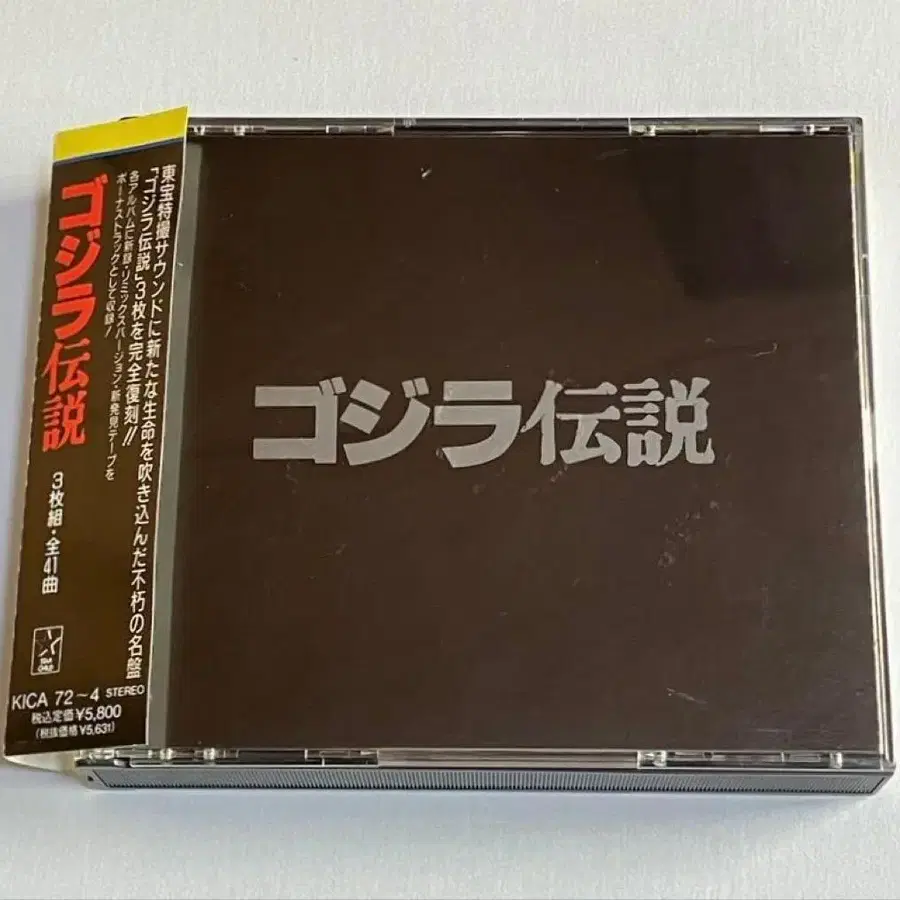 東宝特撮サウンドに新たな生命を吹き込んだ不朽の名盤
「ゴジラ伝説」3枚を完全復刻!!
各アルバムに新録・リミックスバージョン・新発見テープを
ボーナストラックとして収録!
ゴジラ伝説
3枚組・全41曲
STAR CHILD
KICA 72~4 STEREO
税込定価¥5,800
(税抜価格¥5,631)
ゴジラ伝説